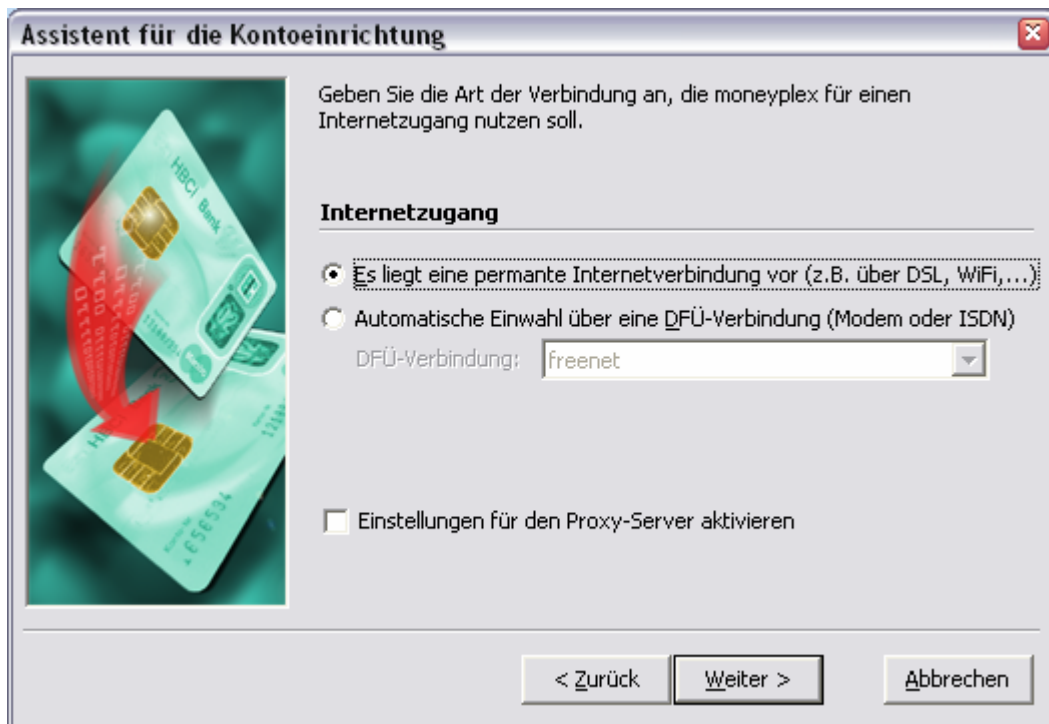 Assistent für die Kontoeinrichtung
Geben Sie die Art der Verbindung an, die moneyplex für einen
Internetzugang nutzen soll.
Internetzugang
Es liegt eine permante Internetverbindung vor (z.B. über DSL, WiFi,...)
Automatische Einwahl über eine DFÜ-Verbindung (Modem oder ISDN)
DFÜ-Verbindung: freenet
Einstellungen für den Proxy-Server aktivieren
< Zurück
Weiter >
Abbrechen
HBCI Bank